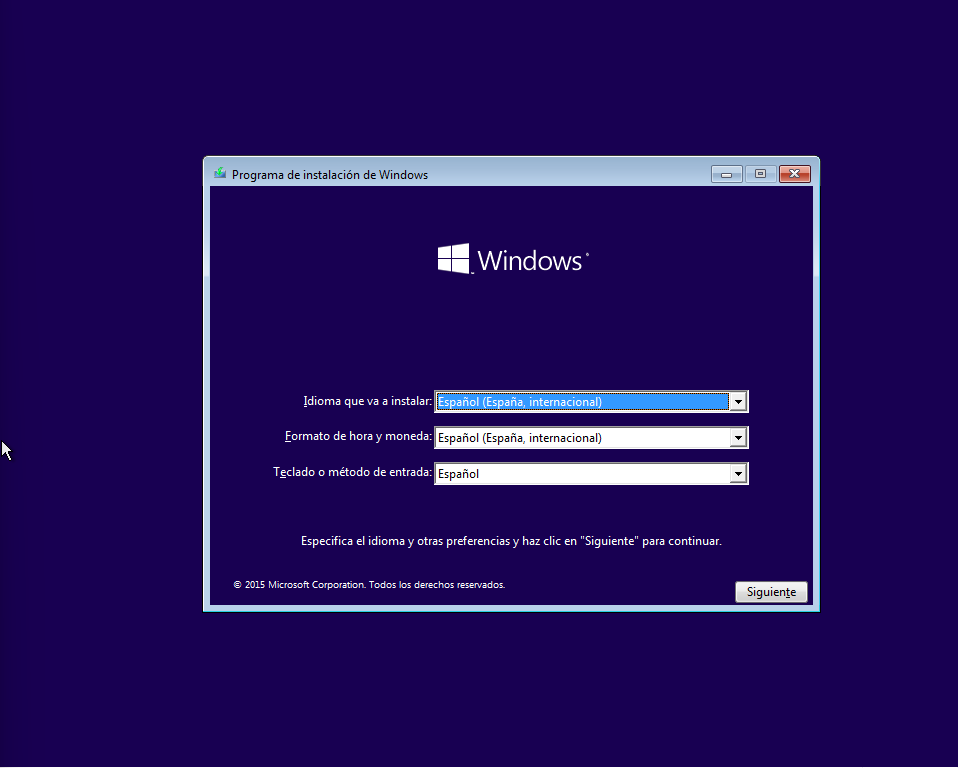 Programa de instalación de Windows
Windows
Idioma que va a instalar: Español (España, internacional)
Formato de hora y moneda: Español (España, internacional)
Teclado o método de entrada: Español
Especifica el idioma y otras preferencias y haz clic en "Siguiente" para continuar.
© 2015 Microsoft Corporation. Todos los derechos reservados.
Siguiente